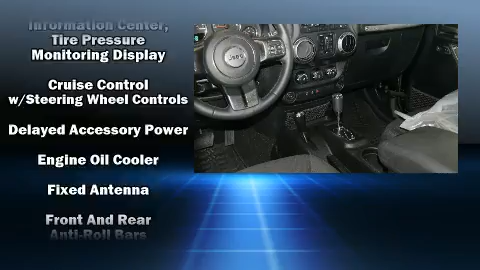 Information Center,
Tire Pressure
Monitoring Display
Cruise Control
w/Steering Wheel Controls
Delayed Accessory Power
Engine Oil Cooler
Fixed Antenna
Front And Rear
Anti-Roll Bars
Jeep